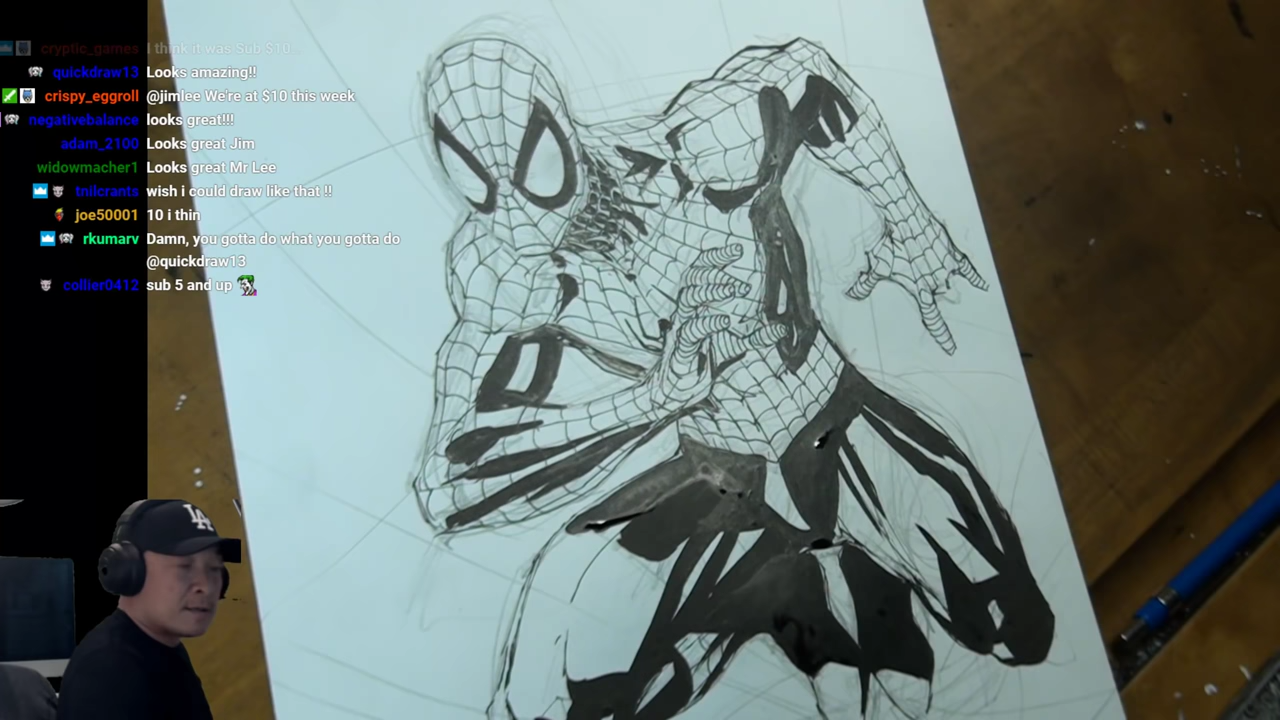 cryptic_games I think it was Sub $10...
quickdraw13 Looks amazing!!
crispy_eggroll @jimlee We're at $10 this week
negativebalance looks great!!!
adam_2100 Looks great Jim
widowmacher1 Looks great Mr Lee
tnilcrants wish i could draw like that !!
joe50001 10 i thin
rkumarv Damn, you gotta do what you gotta do
@quickdraw13
collier0412 sub 5 and up
LA